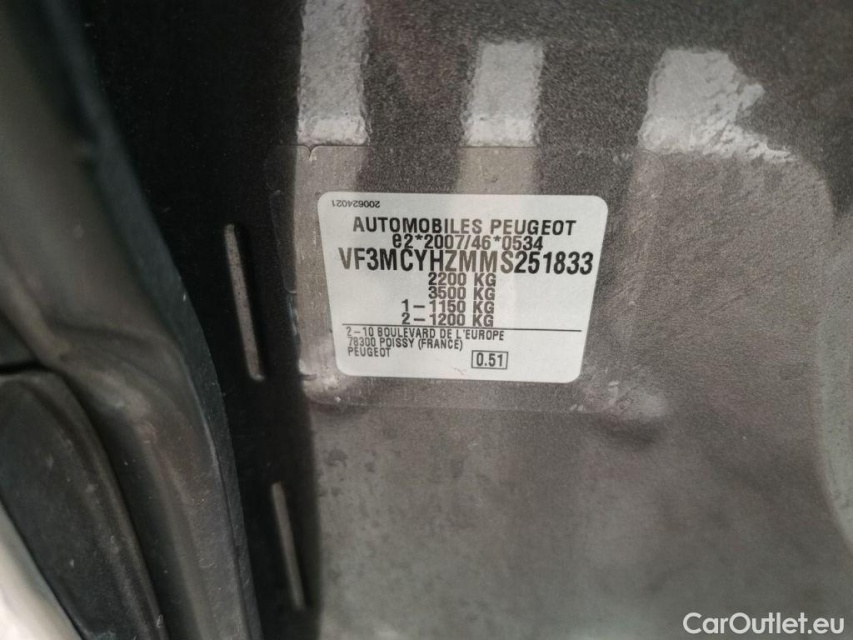 200624021
AUTOMOBILES PEUGEOT
e2*2007/46*0534
VF3MCYHZMMS251833
2200 KG
3500 KG
1-1150 KG
2-1200 KG
2-10 BOULEVARD DE L'EUROPE
78300 POISSY (FRANCE)
PEUGEOT
0.51
CarOutlet.eu